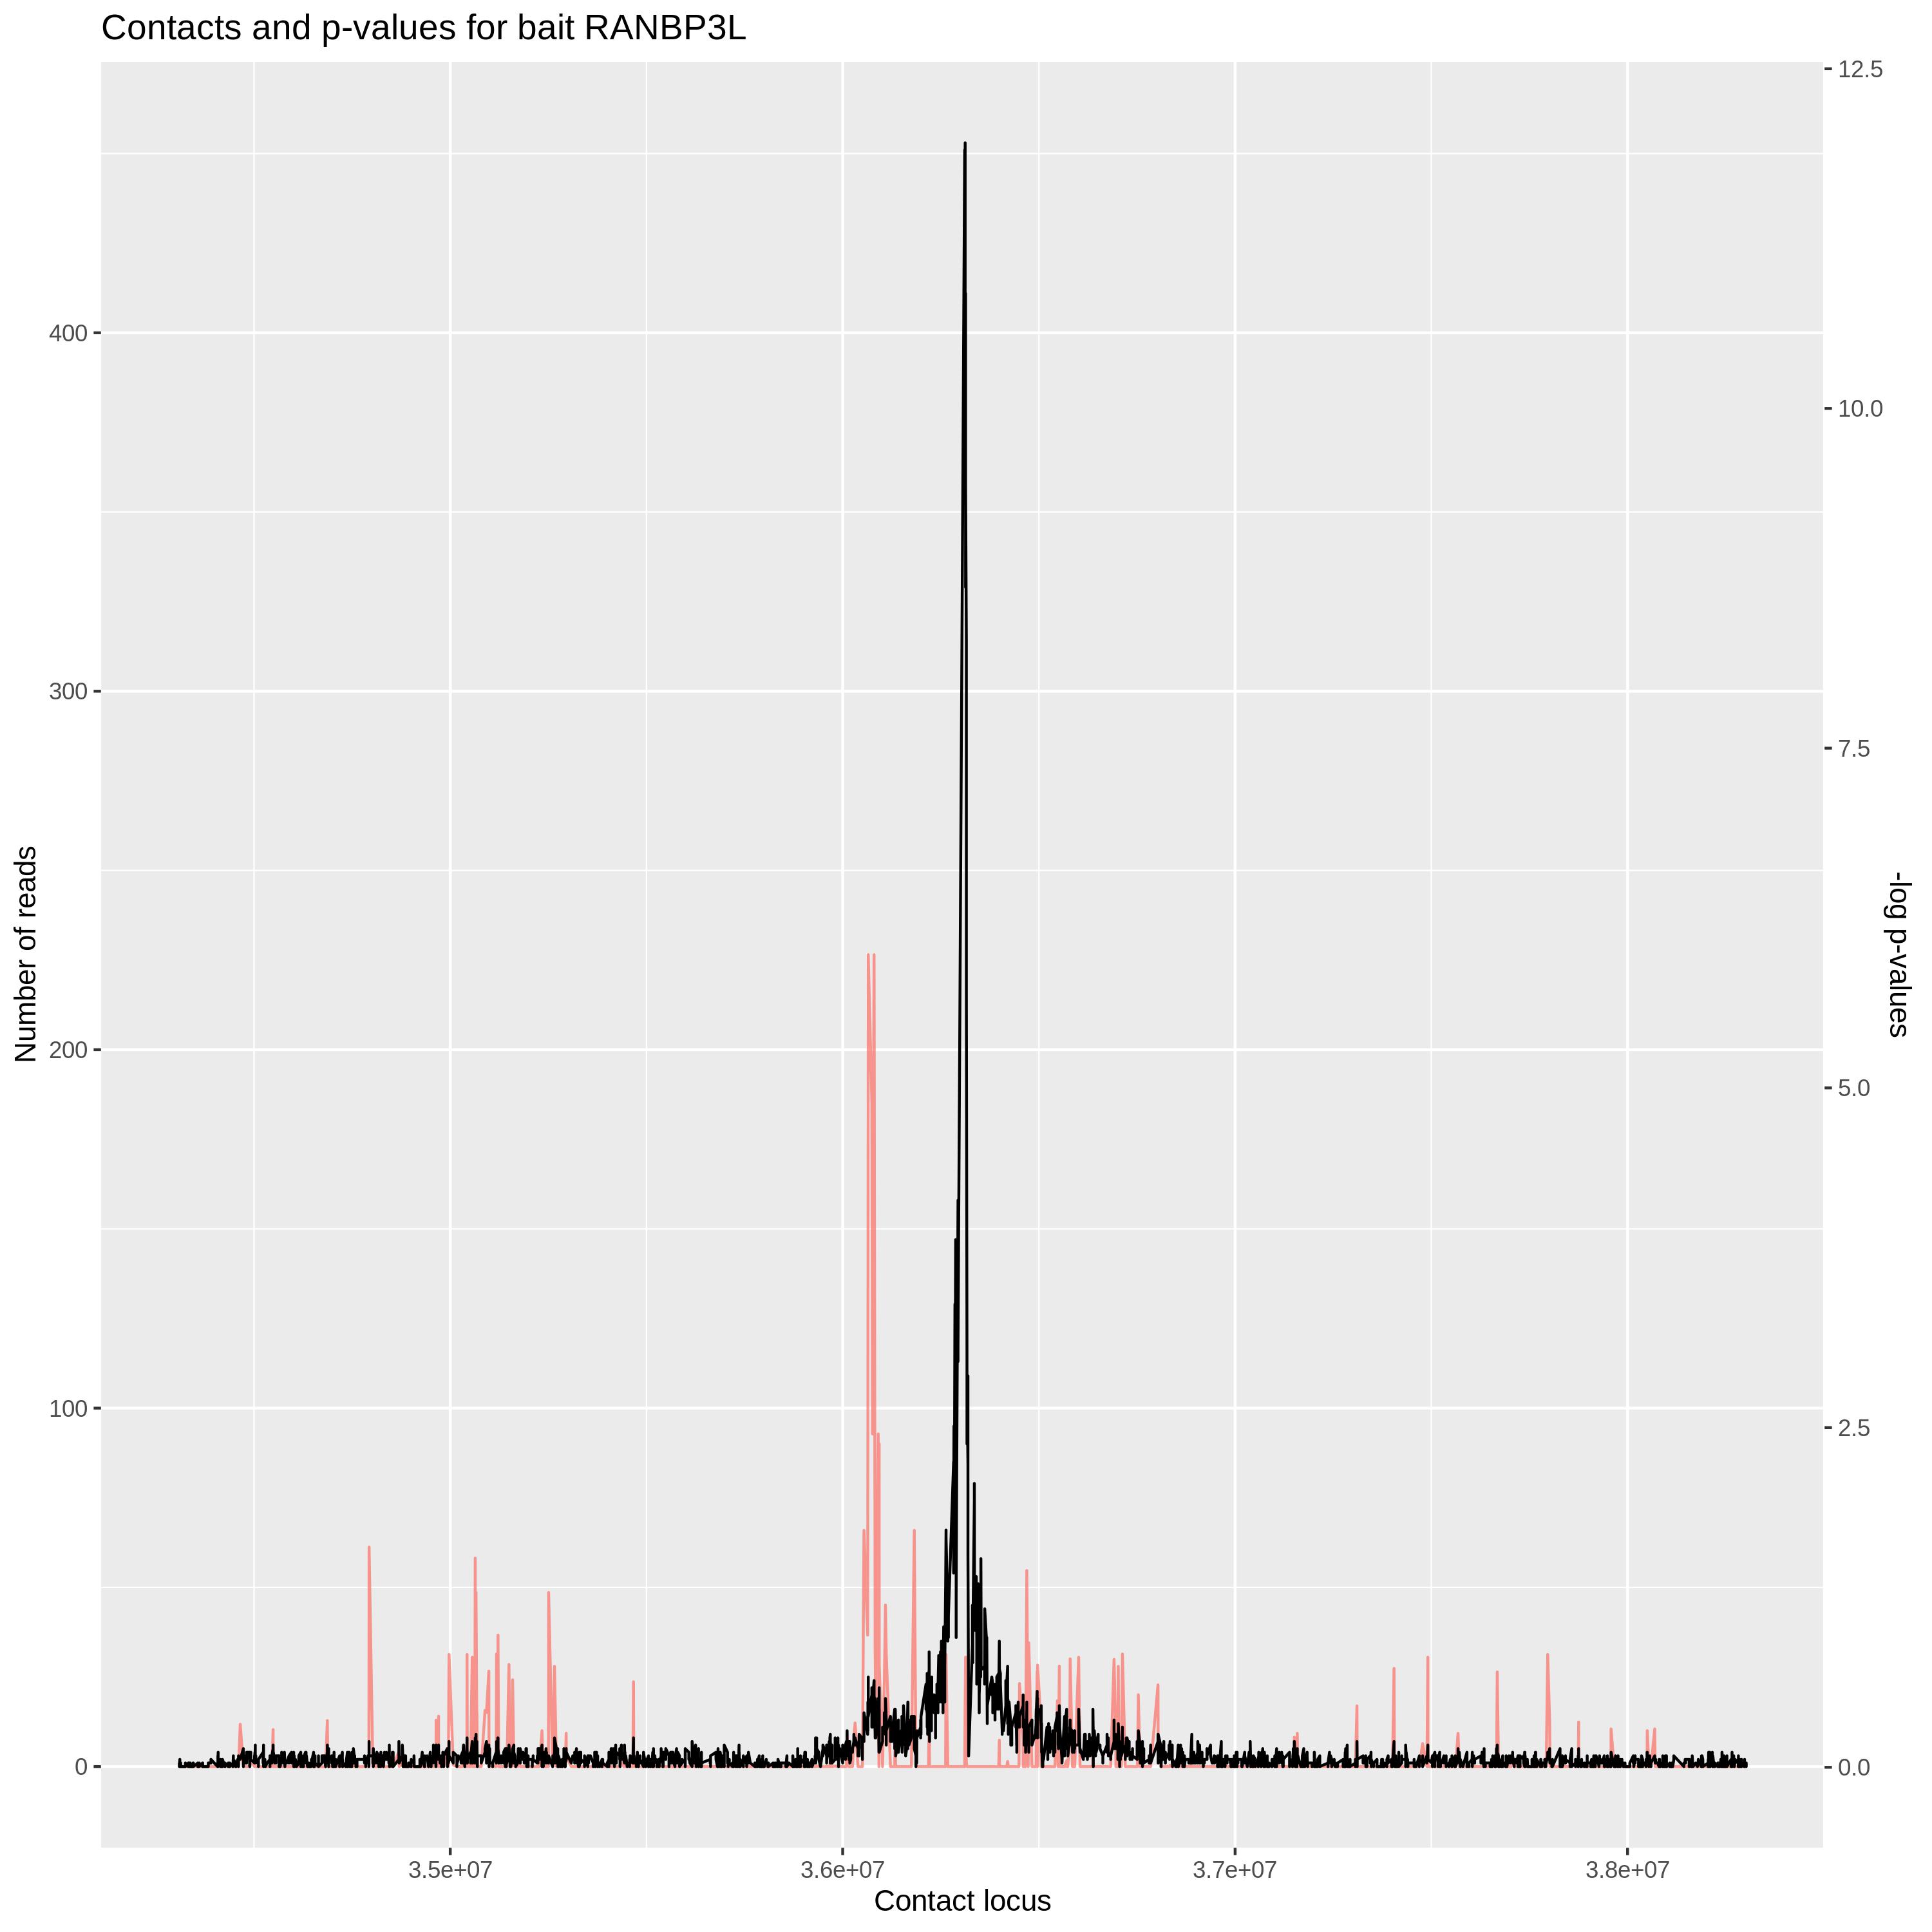 Contacts and p-values for bait RANBP3L
12.5
400
10.0
300
7.5
Number of reads
-log p-values
200
5.0
100
2.5
0
0.0
3.5e+07
3.6e+07
3.7e+07
3.8e+07
Contact locus